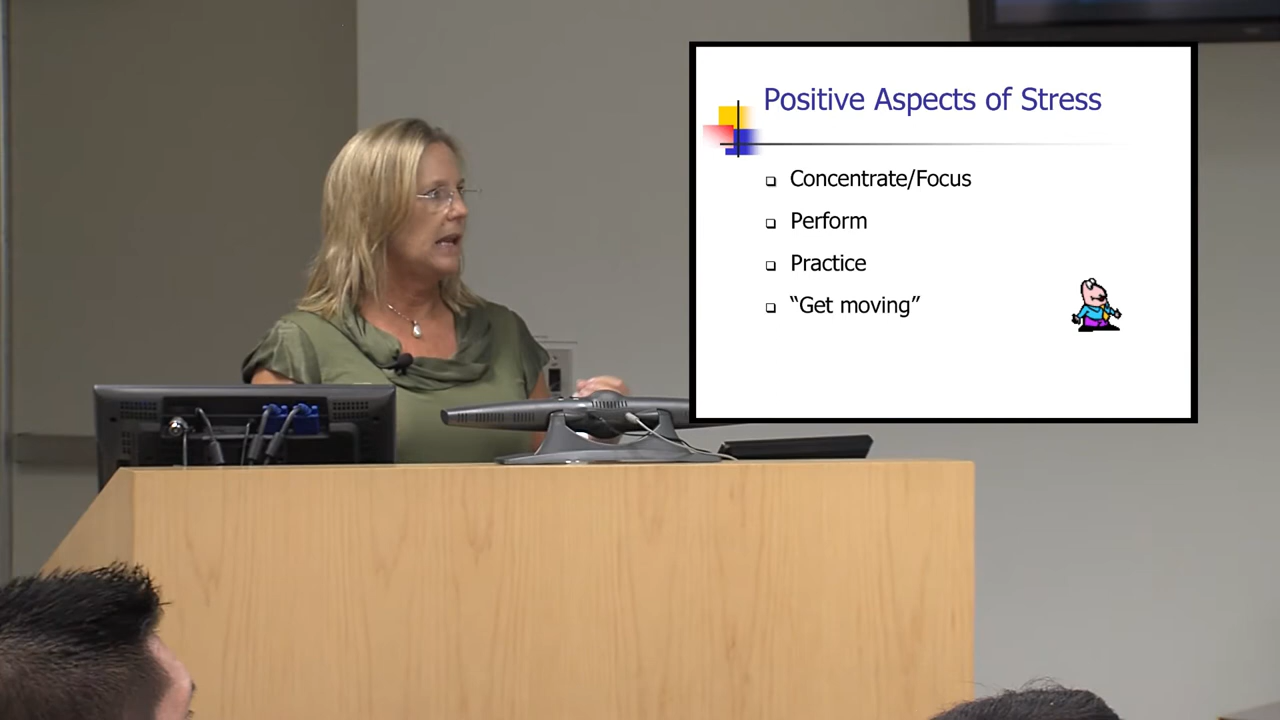 Positive Aspects of Stress
Concentrate/Focus
Perform
Practice
“Get moving”